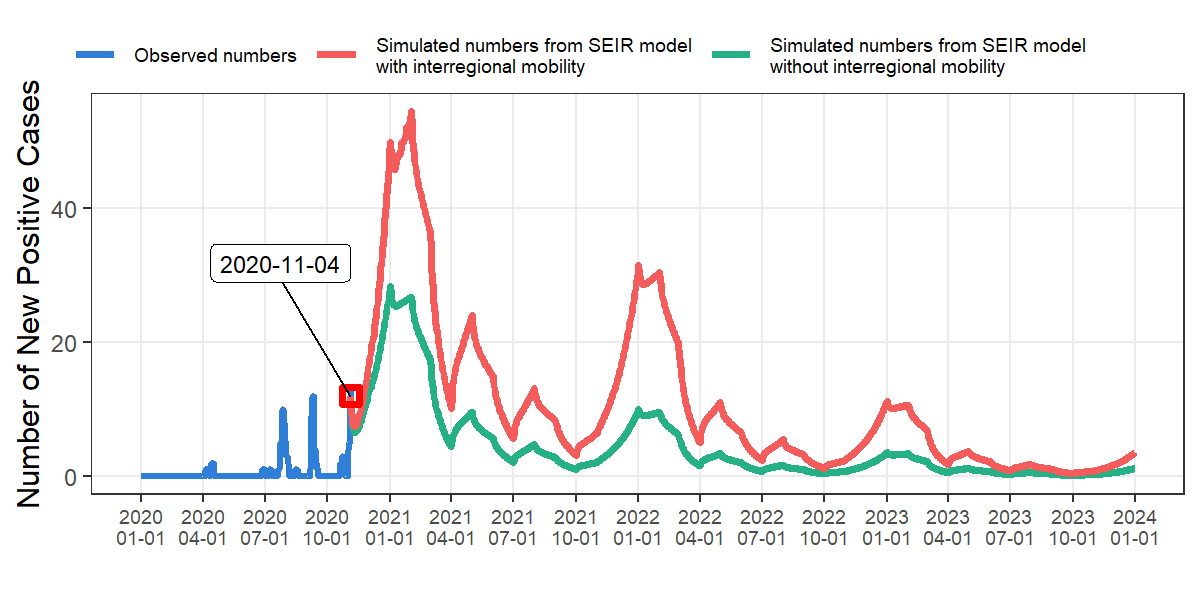 Observed numbers
Simulated numbers from SEIR model
with interregional mobility
Simulated numbers from SEIR model
without interregional mobility
Number of New Positive Cases
40
20
0
2020-11-04
2020 2020 2020 2020 2021 2021 2021 2021 2022 2022 2022 2022 2023 2023 2023 2023 2024
01-01 04-01 07-01 10-01 01-01 04-01 07-01 10-01 01-01 04-01 07-01 10-01 01-01 04-01 07-01 10-01 01-01